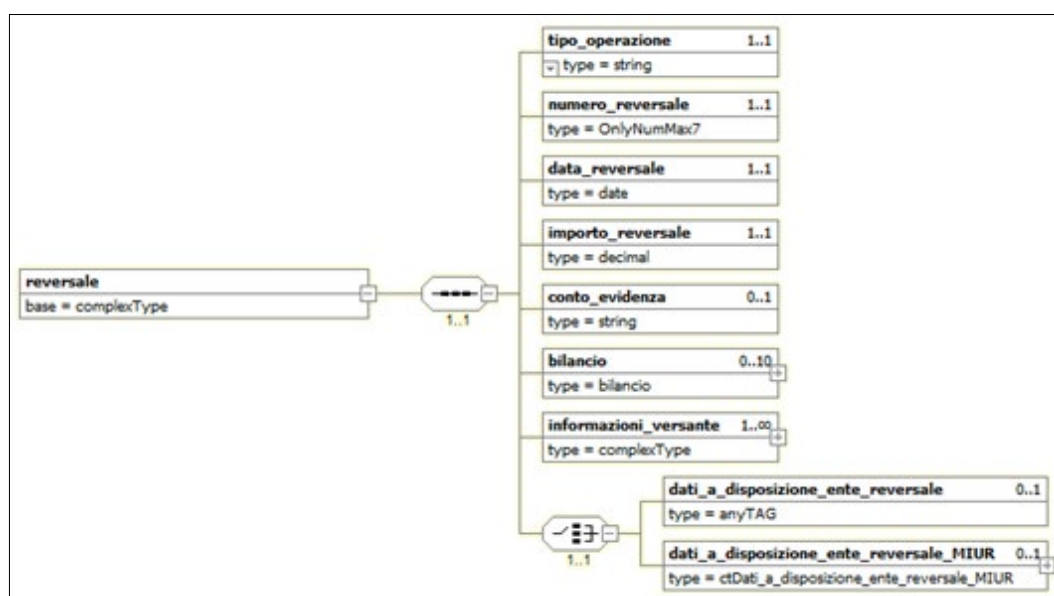 tipo_operazione 1..1
type = string
numero_reversale 1..1
type = OnlyNumMax7
data_reversale 1..1
type = date
importo_reversale 1..1
type = decimal
reversale
base = complexType
1..1
conto_evidenza 0..1
type = string
bilancio 0..10
type = bilancio
informazioni_versante 1..∞
type = complexType
dati_a_disposizione_ente_reversale 0..1
type = anyTAG
1..1
dati_a_disposizione_ente_reversale_MIUR 0..1
type = ctDati_a_disposizione_ente_reversale_MIUR